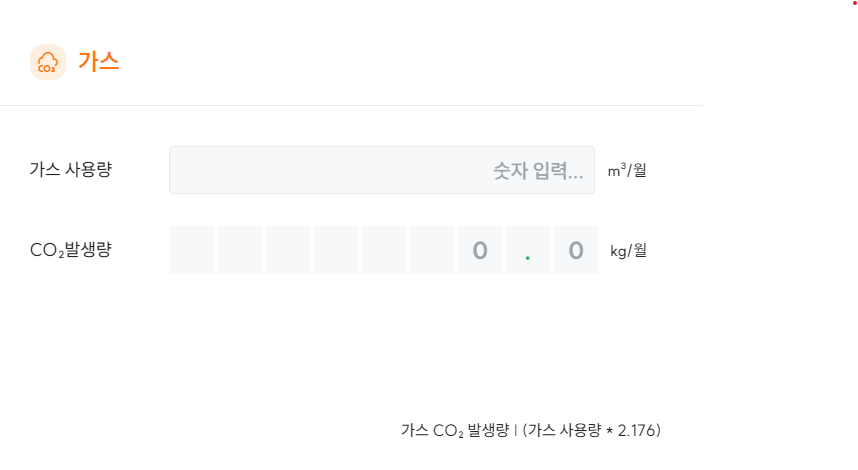 CO₂ 가스
가스 사용량 숫자 입력... m³/월
CO₂발생량 0 . 0 kg/월
가스 CO₂ 발생량 | (가스 사용량 * 2.176)